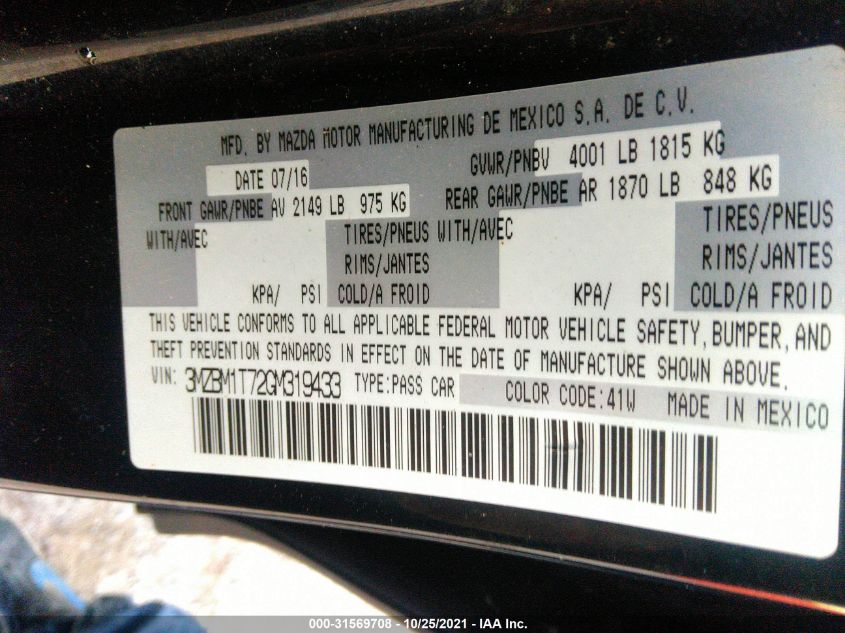 MFD. BY MAZDA MOTOR MANUFACTURING DE MEXICO S.A. DE C.V.
DATE 07/16 GVWR/PNBV 4001 LB 1815 KG
FRONT GAWR/PNBE AV 2149 LB 975 KG REAR GAWR/PNBE AR 1870 LB 848 KG
WITH/AVEC TIRES/PNEUS WITH/AVEC TIRES/PNEUS
RIMS/JANTES RIMS/JANTES
KPA/ PSI COLD/A FROID KPA/ PSI COLD/A FROID
THIS VEHICLE CONFORMS TO ALL APPLICABLE FEDERAL MOTOR VEHICLE SAFETY, BUMPER, AND
THEFT PREVENTION STANDARDS IN EFFECT ON THE DATE OF MANUFACTURE SHOWN ABOVE.
VIN: 3MZBM1T72GM319433 TYPE:PASS CAR COLOR CODE:41W MADE IN MEXICO
000-31569708 - 10/25/2021 - IAA Inc.